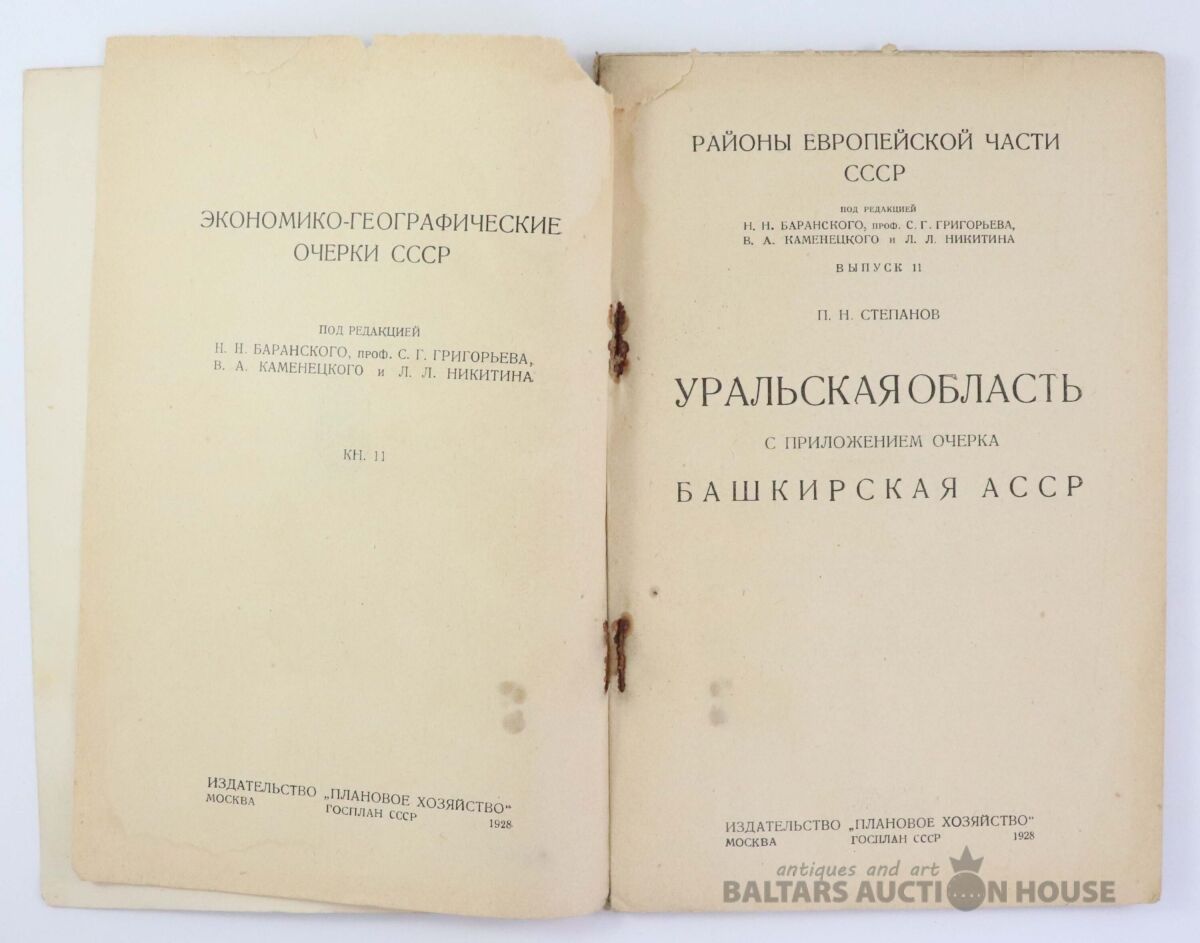 ЭКОНОМИКО-ГЕОГРАФИЧЕСКИЕ
ОЧЕРКИ СССР
ПОД РЕДАКЦИЕЙ
Н. Н. БАРАНСКОГО, ПРОФ. С. Г. ГРИГОРЬЕВА,
В. А. КАМЕНЕЦКОГО И Л. Л. НИКИТИНА
КН. 11
ИЗДАТЕЛЬСТВО „ПЛАНОВОЕ ХОЗЯЙСТВО"
МОСКВА ГОСПЛАН СССР 1928
РАЙОНЫ ЕВРОПЕЙСКОЙ ЧАСТИ
СССР
ПОД РЕДАКЦИЕЙ
Н. Н. БАРАНСКОГО, ПРОФ. С. Г. ГРИГОРЬЕВА,
В. А. КАМЕНЕЦКОГО И Л. Л. НИКИТИНА
ВЫПУСК 11
П. Н. СТЕПАНОВ
УРАЛЬСКАЯ ОБЛАСТЬ
С ПРИЛОЖЕНИЕМ ОЧЕРКА
БАШКИРСКАЯ АССР
ИЗДАТЕЛЬСТВО „ПЛАНОВОЕ ХОЗЯЙСТВО"
МОСКВА ГОСПЛАН СССР 1928
antiques and art
BALTARS AUCTION HOUSE